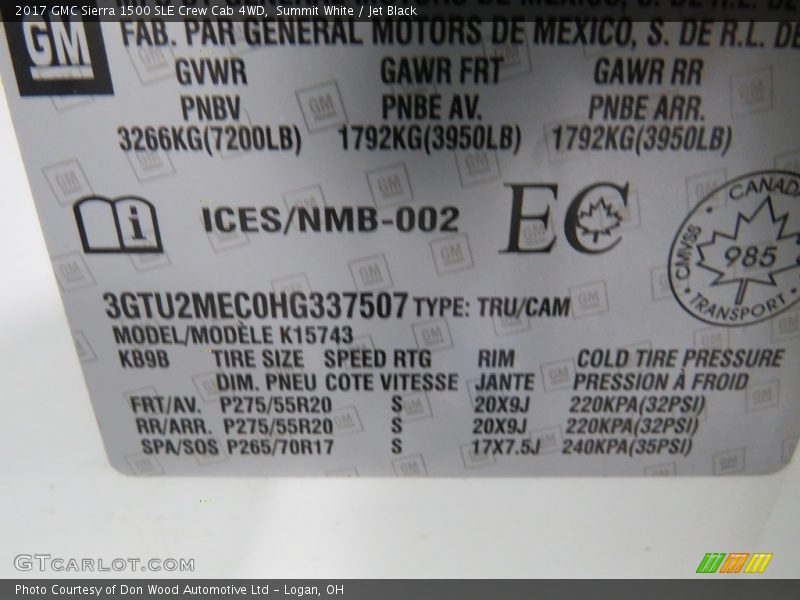 2017 GMC Sierra 1500 SLE Crew Cab 4WD, Summit White / Jet Black
GM
FAB. PAR GENERAL MOTORS DE MEXICO, S. DE R.L. DE
GVWR GAWR FRT GAWR RR
PNBV PNBE AV. PNBE ARR.
3266KG(7200LB) 1792KG(3950LB) 1792KG(3950LB)
i ICES/NMB-002 EC
CANADA
CMVSS 985
TRANSPORT
3GTU2MEC0HG337507 TYPE: TRU/CAM
MODEL/MODÈLE K15743
KB9B TIRE SIZE SPEED RTG RIM COLD TIRE PRESSURE
DIM. PNEU COTE VITESSE JANTE PRESSION À FROID
FRT/AV. P275/55R20 S 20X9J 220KPA(32PSI)
RR/ARR. P275/55R20 S 20X9J 220KPA(32PSI)
SPA/SOS P265/70R17 S 17X7.5J 240KPA(35PSI)
GTCARLOT.COM
Photo Courtesy of Don Wood Automotive Ltd - Logan, OH